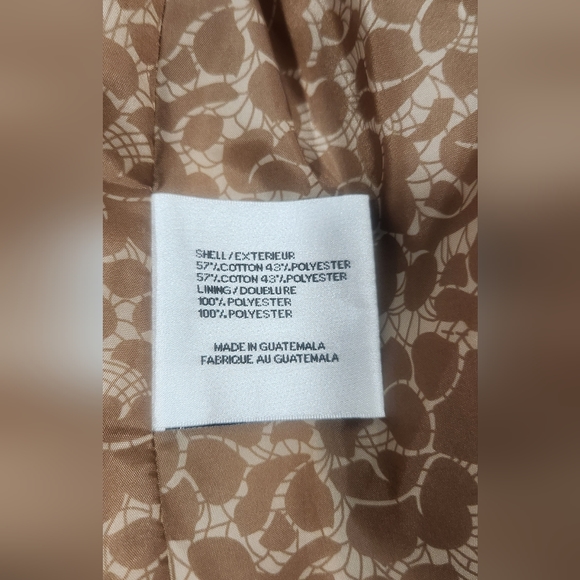 SHELL/EXTERIEUR
57%COTTON 43%POLYESTER
57%COTON 43%POLYESTER
LINING/DOUBLURE
100%POLYESTER
100%POLYESTER
MADE IN GUATEMALA
FABRIQUE AU GUATEMALA